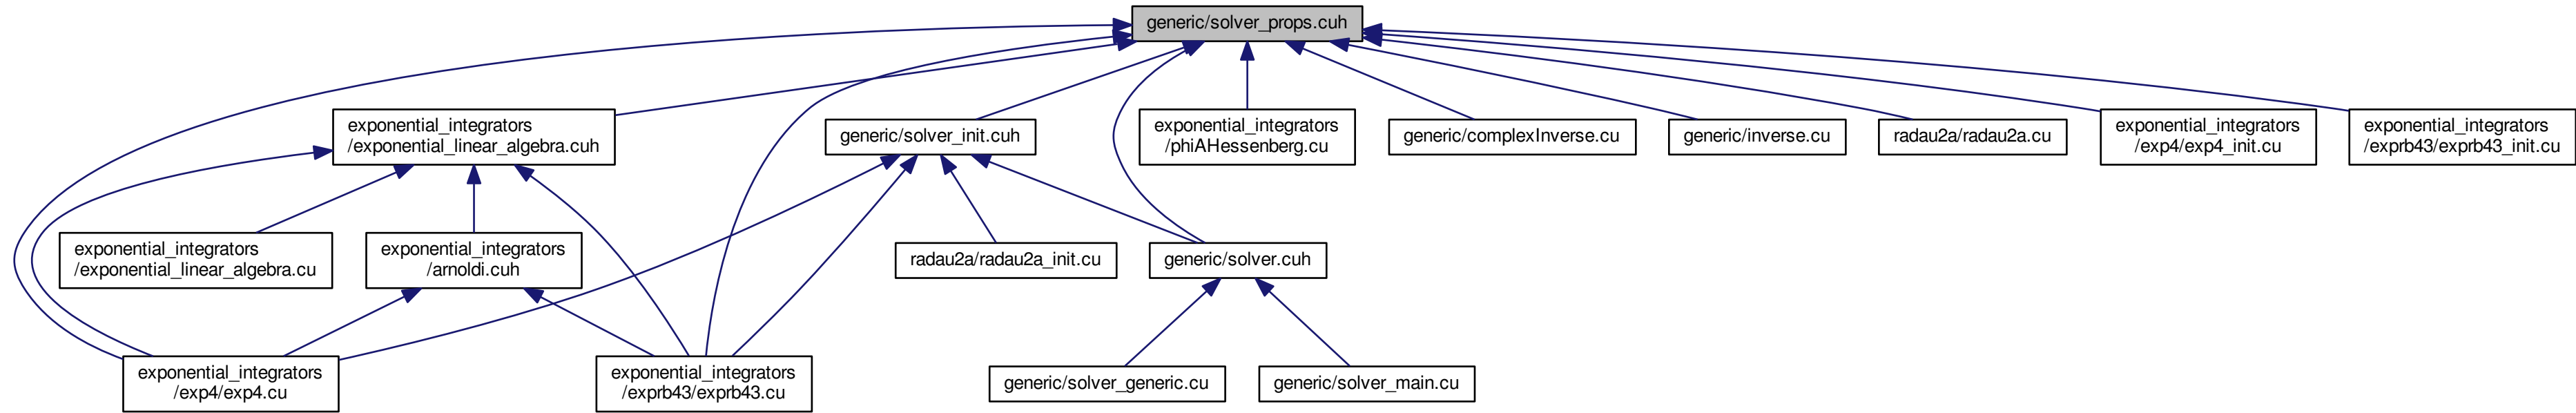 generic/solver_props.cuh
exponential_integrators
/exponential_linear_algebra.cuh
generic/solver_init.cuh
exponential_integrators
/phiAHessenberg.cu
generic/complexInverse.cu
generic/inverse.cu
radau2a/radau2a.cu
exponential_integrators
/exp4/exp4_init.cu
exponential_integrators
/exprb43/exprb43_init.cu
exponential_integrators
/exponential_linear_algebra.cu
exponential_integrators
/arnoldi.cuh
radau2a/radau2a_init.cu
generic/solver.cuh
exponential_integrators
/exp4/exp4.cu
exponential_integrators
/exprb43/exprb43.cu
generic/solver_generic.cu
generic/solver_main.cu